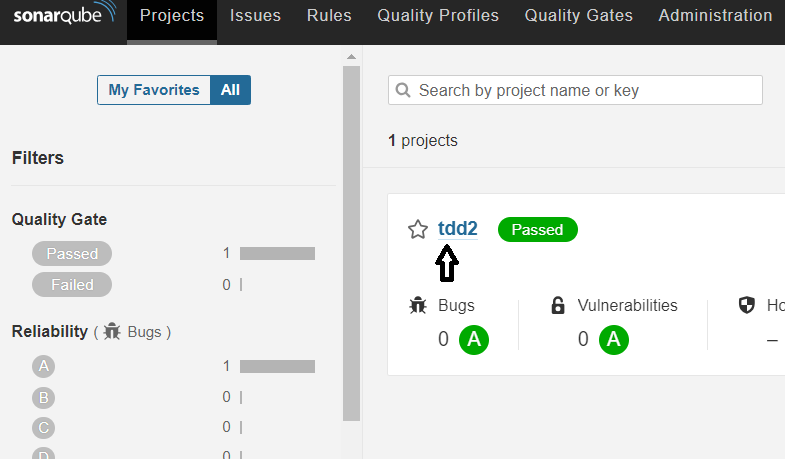 sonarqube Projects Issues Rules Quality Profiles Quality Gates Administration
My Favorites All
Search by project name or key
1 projects
Filters
Quality Gate
Passed 1
Failed 0
Reliability ( Bugs )
A 1
B 0
C 0
D 0
tdd2 Passed
Bugs
0 A
Vulnerabilities
0 A
Ho
–